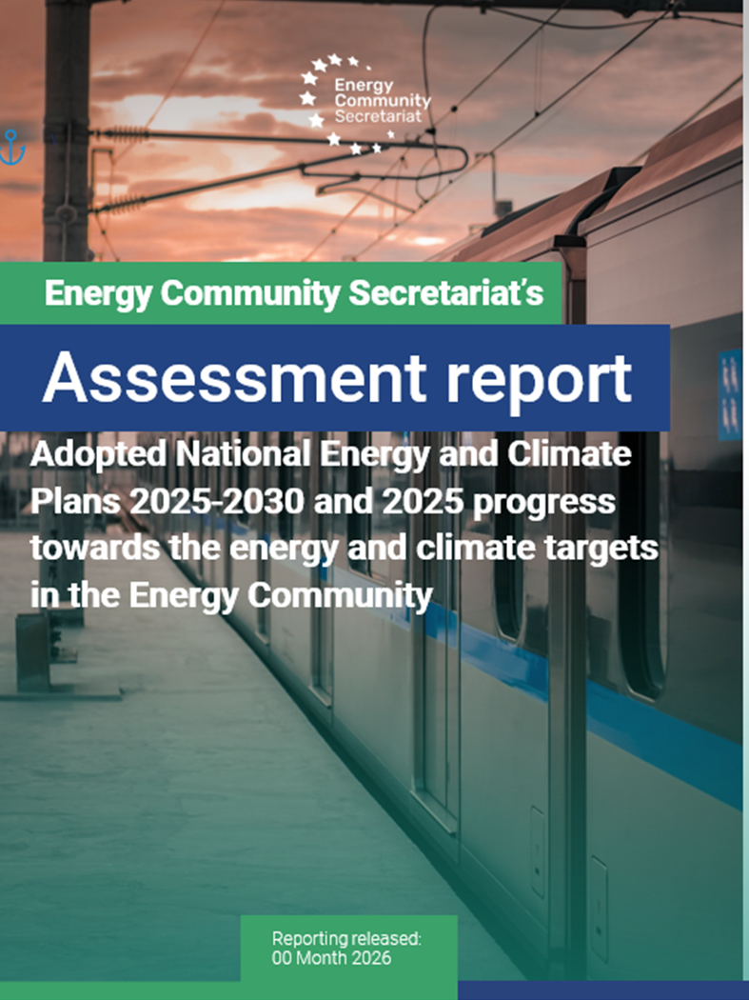 Energy
Community
Secretariat
Energy Community Secretariat's
Assessment report
Adopted National Energy and Climate
Plans 2025-2030 and 2025 progress
towards the energy and climate targets
in the Energy Community
Reporting released:
00 Month 2026